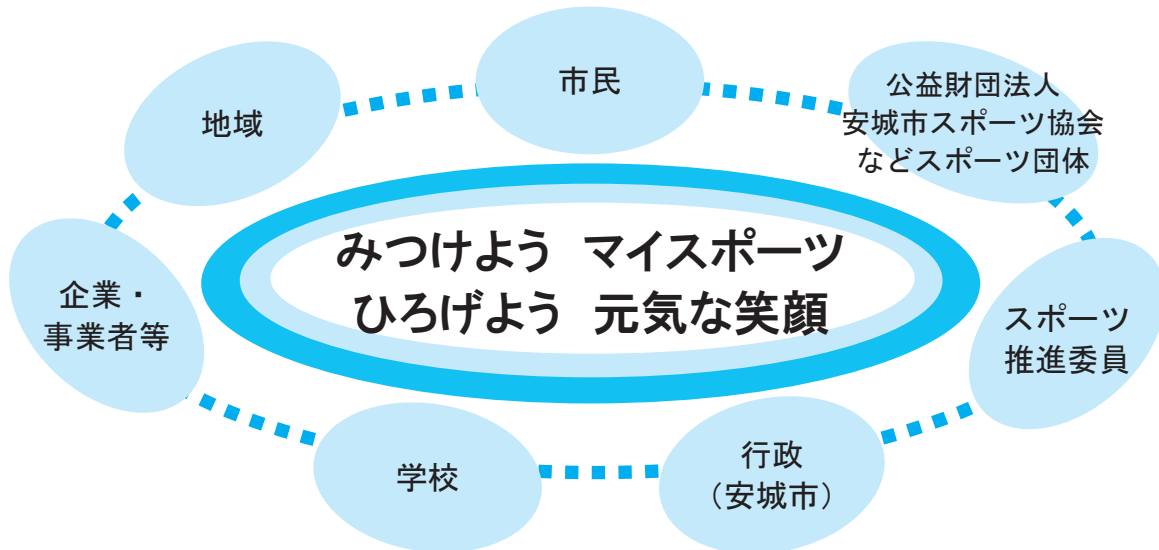 市民
公益財団法人
安城市スポーツ協会
などスポーツ団体
地域
みつけよう マイスポーツ
ひろげよう 元気な笑顔
企業・
事業者等
スポーツ
推進委員
学校
行政
（安城市）